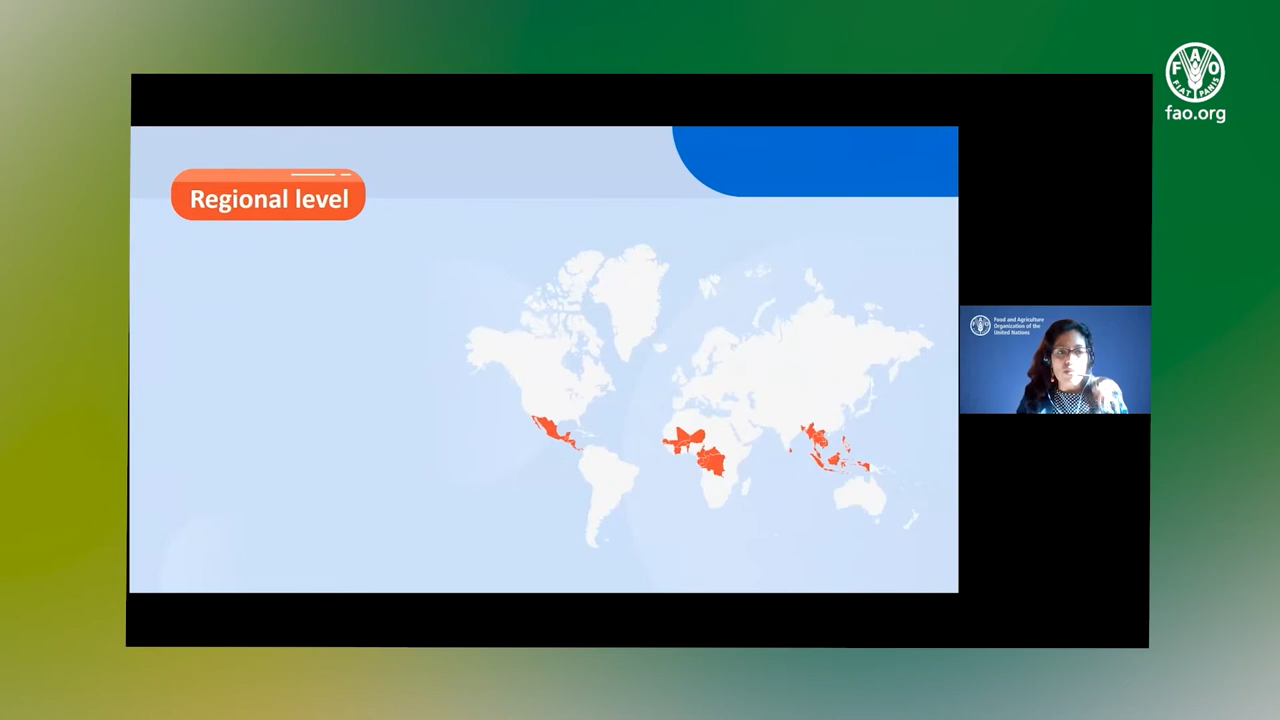 FAO
FIAT PANIS
fao.org
Regional level
Food and Agriculture
Organization of the
United Nations